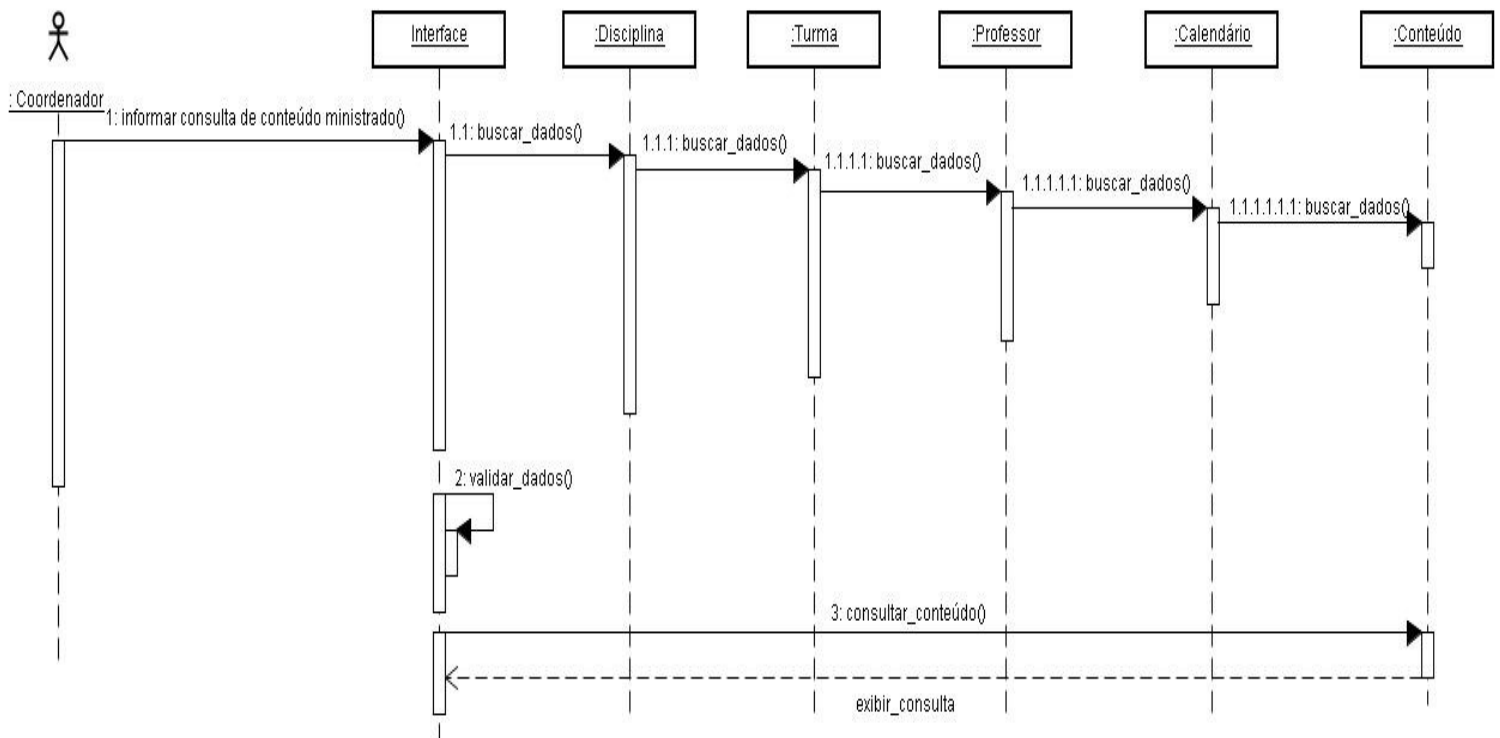 Interface
:Disciplina
:Turma
:Professor
:Calendário
:Conteúdo
: Coordenador
1: informar consulta de conteúdo ministrado()
1.1: buscar_dados()
1.1.1: buscar_dados()
1.1.1.1: buscar_dados()
1.1.1.1.1: buscar_dados()
1.1.1.1.1.1: buscar_dados()
2: validar_dados()
3: consultar_conteúdo()
exibir_consulta